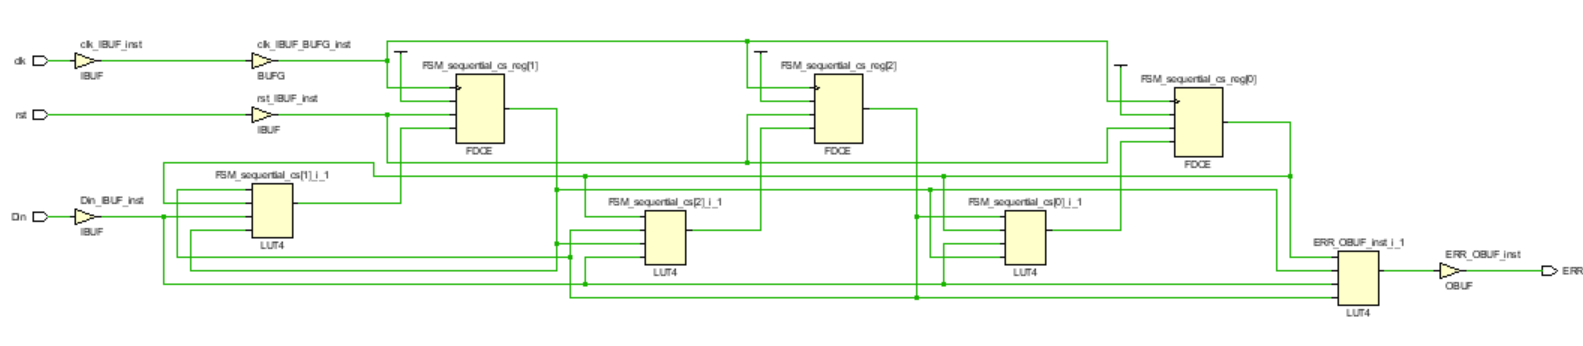 clk
clk_IBUF_inst
IBUF
clk_IBUF_BUFG_inst
BUFG
FSM_sequential_cs_reg[1]
FDCE
FSM_sequential_cs_reg[2]
FDCE
FSM_sequential_cs_reg[0]
FDCE
rst
rst_IBUF_inst
IBUF
FSM_sequential_cs[1]_i_1
LUT4
Din
Din_IBUF_inst
IBUF
FSM_sequential_cs[2]_i_1
LUT4
FSM_sequential_cs[0]_i_1
LUT4
ERR_OBUF_inst_i_1
LUT4
ERR_OBUF_inst
OBUF
ERR